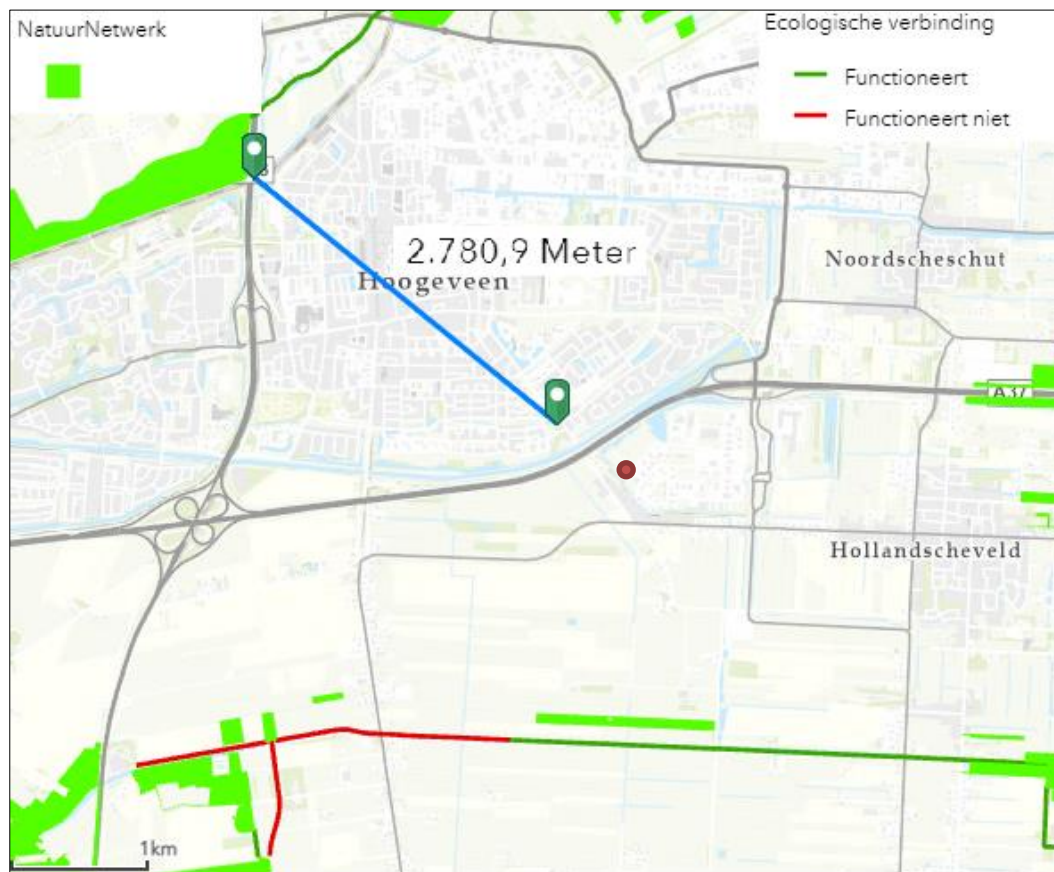 NatuurNetwerk
Ecologische verbinding
Functioneert
Functioneert niet
2.780,9 Meter
Hoogeveen
Noordscheschut
A37
Hollandscheveld
1km